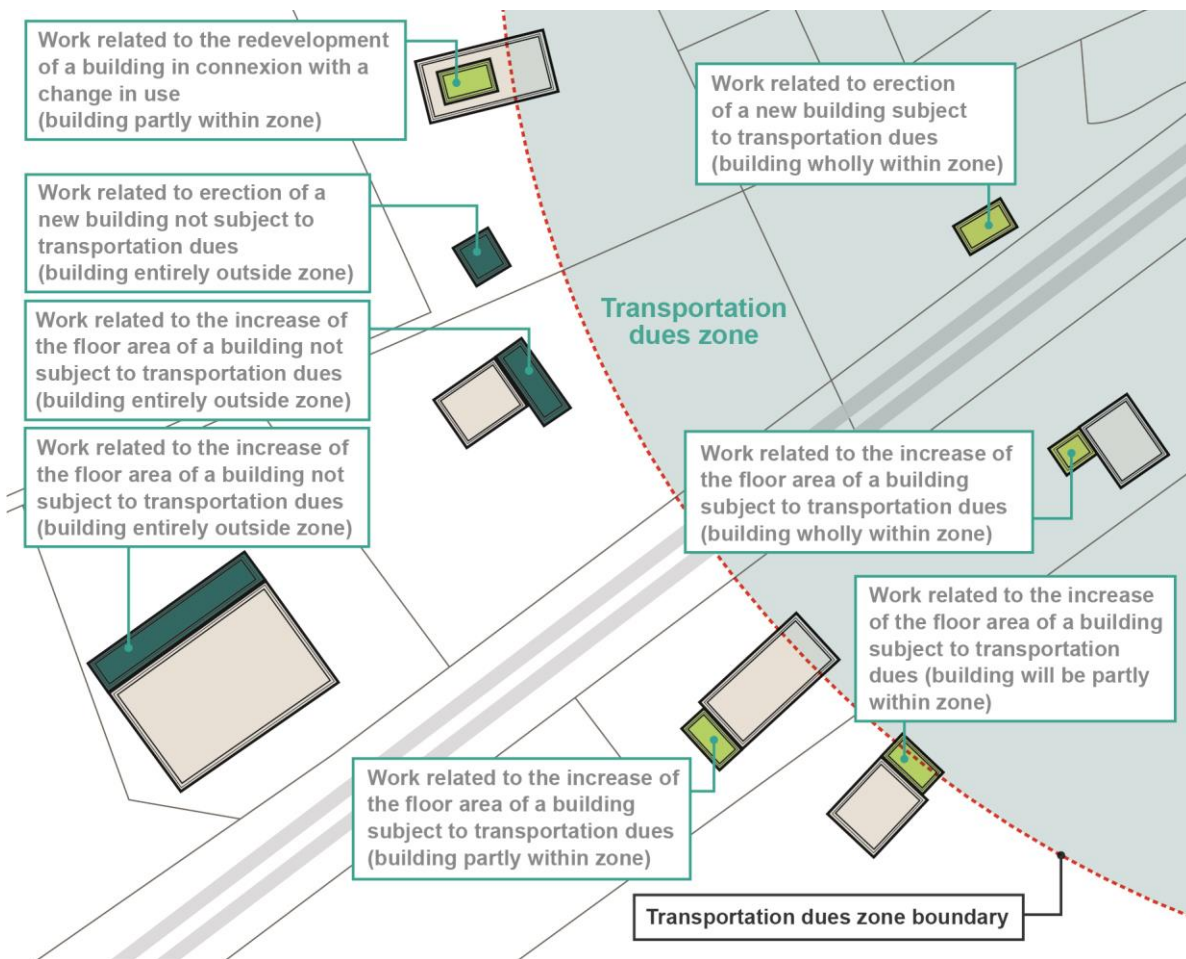 Work related to the redevelopment
of a building in connexion with a
change in use
(building partly within zone)
Work related to erection
of a new building subject
to transportation dues
(building wholly within zone)
Work related to erection of a
new building not subject to
transportation dues
(building entirely outside zone)
Transportation
dues zone
Work related to the increase of
the floor area of a building not
subject to transportation dues
(building entirely outside zone)
Work related to the increase of
the floor area of a building not
subject to transportation dues
(building entirely outside zone)
Work related to the increase of
the floor area of a building
subject to transportation dues
(building wholly within zone)
Work related to the increase
of the floor area of a building
subject to transportation
dues (building will be partly
within zone)
Work related to the increase of
the floor area of a building
subject to transportation dues
(building partly within zone)
Transportation dues zone boundary